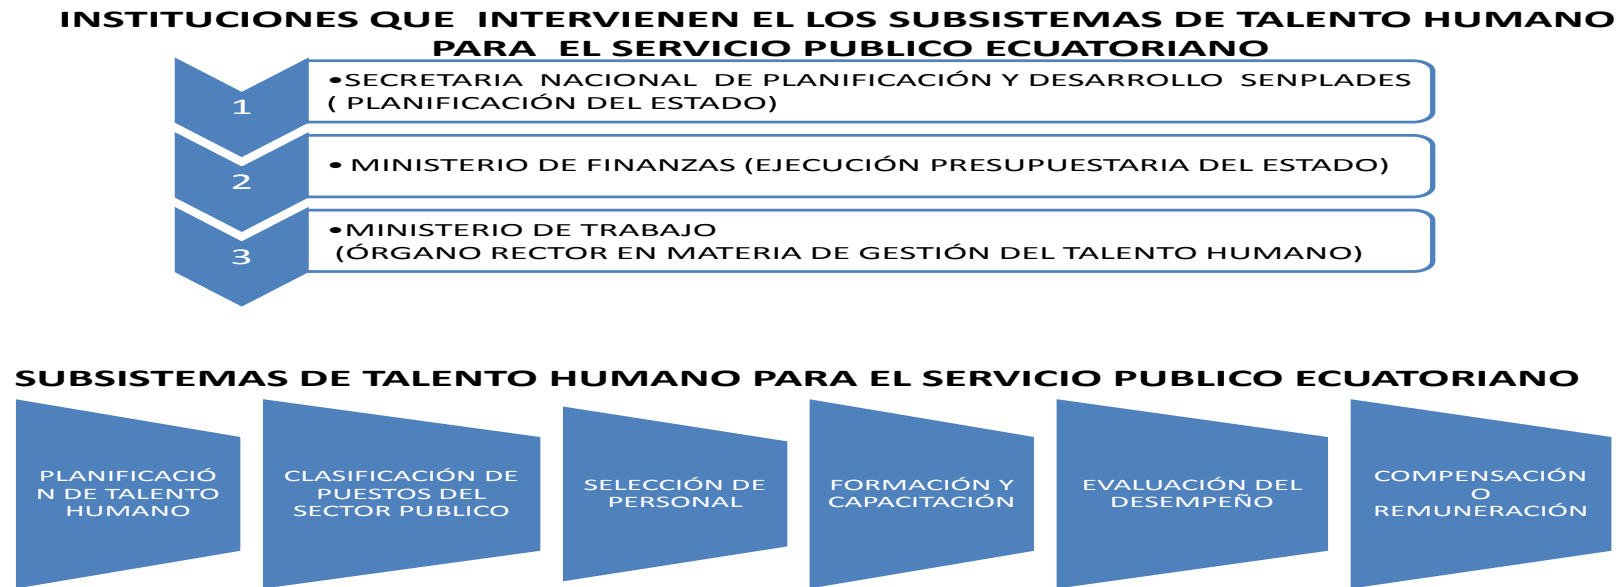 INSTITUCIONES QUE INTERVIENEN EL LOS SUBSISTEMAS DE TALENTO HUMANO
PARA EL SERVICIO PUBLICO ECUATORIANO
1
•SECRETARIA NACIONAL DE PLANIFICACIÓN Y DESARROLLO SENPLADES
( PLANIFICACIÓN DEL ESTADO)
2
• MINISTERIO DE FINANZAS (EJECUCIÓN PRESUPUESTARIA DEL ESTADO)
3
•MINISTERIO DE TRABAJO
(ÓRGANO RECTOR EN MATERIA DE GESTIÓN DEL TALENTO HUMANO)
SUBSISTEMAS DE TALENTO HUMANO PARA EL SERVICIO PUBLICO ECUATORIANO
PLANIFICACIÓ
N DE TALENTO
HUMANO
CLASIFICACIÓN DE
PUESTOS DEL
SECTOR PUBLICO
SELECCIÓN DE
PERSONAL
FORMACIÓN Y
CAPACITACIÓN
EVALUACIÓN DEL
DESEMPEÑO
COMPENSACIÓN
O
REMUNERACIÓN